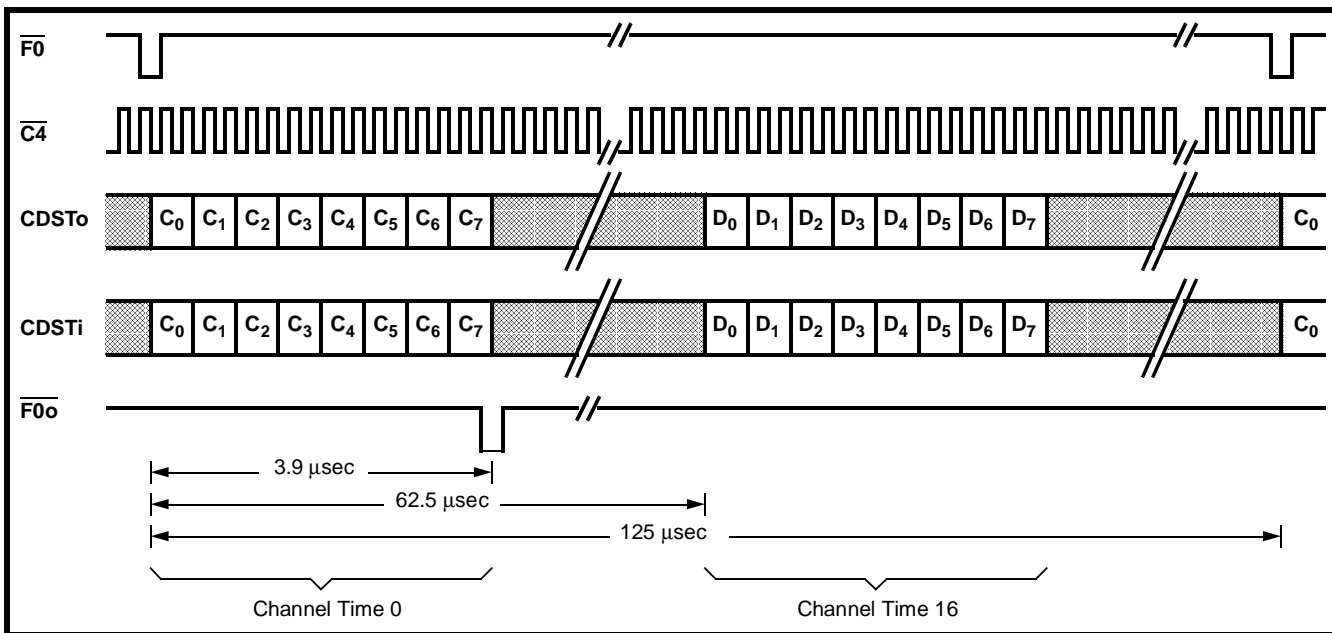 F0
C4
CDSTo C₀ C₁ C₂ C₃ C₄ C₅ C₆ C₇ D₀ D₁ D₂ D₃ D₄ D₅ D₆ D₇ C₀
CDSTi C₀ C₁ C₂ C₃ C₄ C₅ C₆ C₇ D₀ D₁ D₂ D₃ D₄ D₅ D₆ D₇ C₀
F0o
3.9 μsec
62.5 μsec
125 μsec
Channel Time 0 Channel Time 16